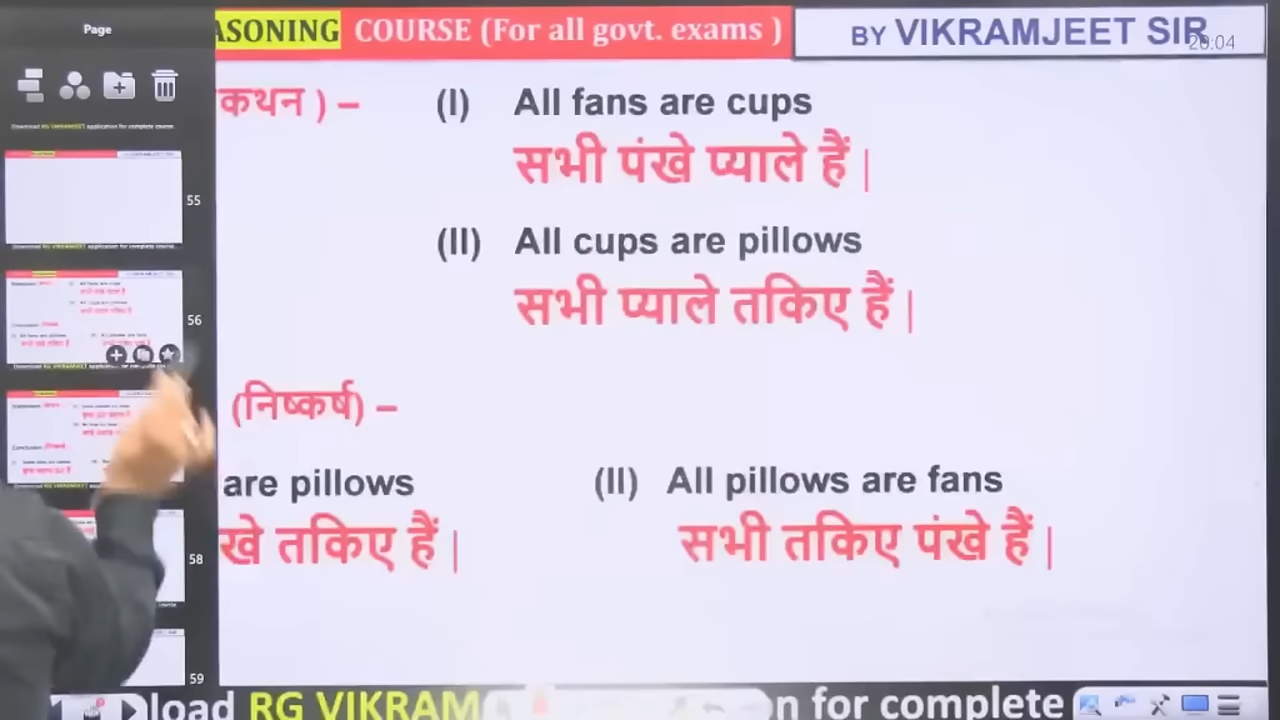 Page
ASONING COURSE (For all govt. exams )
BY VIKRAMJEET SIR
20:04
कथन ) – (I) All fans are cups
सभी पंखे प्याले हैं |
(II) All cups are pillows
सभी प्याले तकिए हैं |
(निष्कर्ष) –
are pillows (II) All pillows are fans
खे तकिए हैं | सभी तकिए पंखे हैं |
55
56
58
59
load RG VIKRAM n for complete